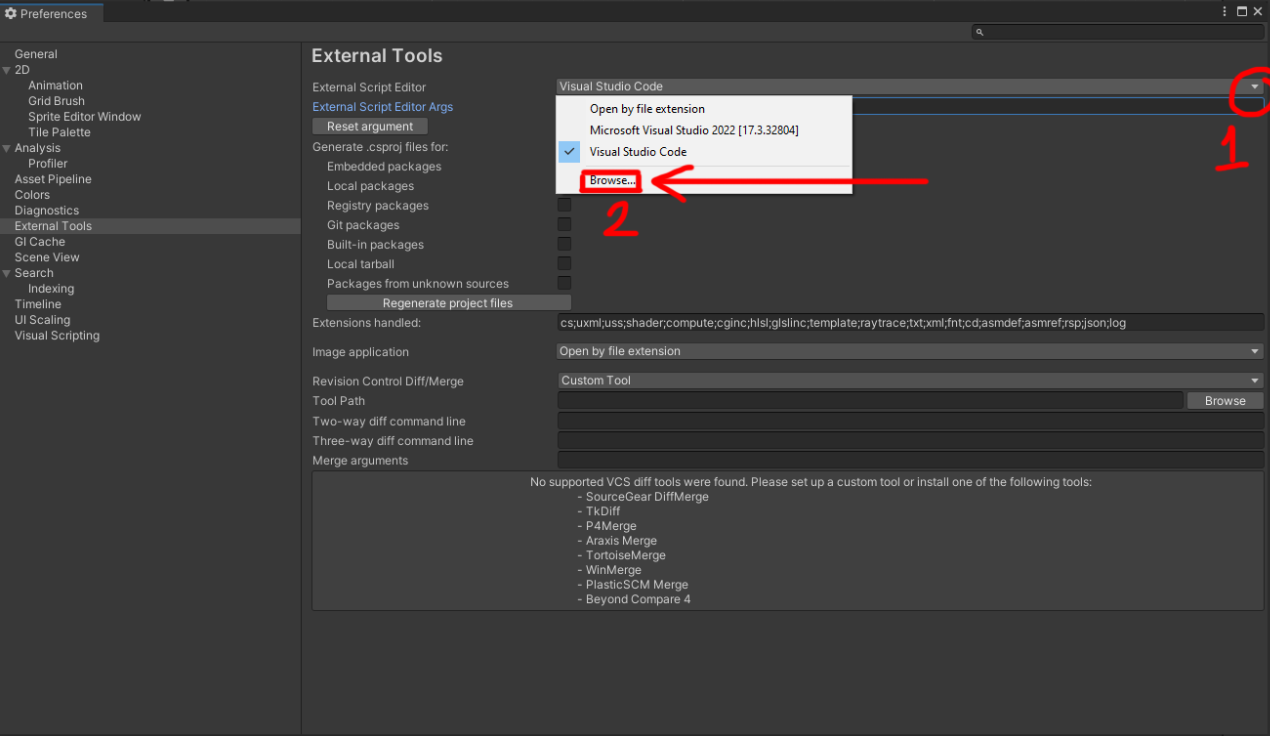 Preferences
General
2D
Animation
Grid Brush
Sprite Editor Window
Tile Palette
Analysis
Profiler
Asset Pipeline
Colors
Diagnostics
External Tools
GI Cache
Scene View
Search
Indexing
Timeline
UI Scaling
Visual Scripting
External Tools
External Script Editor
Visual Studio Code
External Script Editor Args
Reset argument
Open by file extension
Microsoft Visual Studio 2022 [17.3.32804]
Visual Studio Code
Browse...
1
2
Generate .csproj files for:
Embedded packages
Local packages
Registry packages
Git packages
Built-in packages
Local tarball
Packages from unknown sources
Regenerate project files
Extensions handled:
cs;uxml;uss;shader;compute;cginc;hlsl;glslinc;template;raytrace;txt;xml;fnt;cd;asmdef;asmref;rsp;json;log
Image application
Open by file extension
Revision Control Diff/Merge
Custom Tool
Tool Path
Browse
Two-way diff command line
Three-way diff command line
Merge arguments
No supported VCS diff tools were found. Please set up a custom tool or install one of the following tools:
- SourceGear DiffMerge
- TkDiff
- P4Merge
- Araxis Merge
- TortoiseMerge
- WinMerge
- PlasticSCM Merge
- Beyond Compare 4